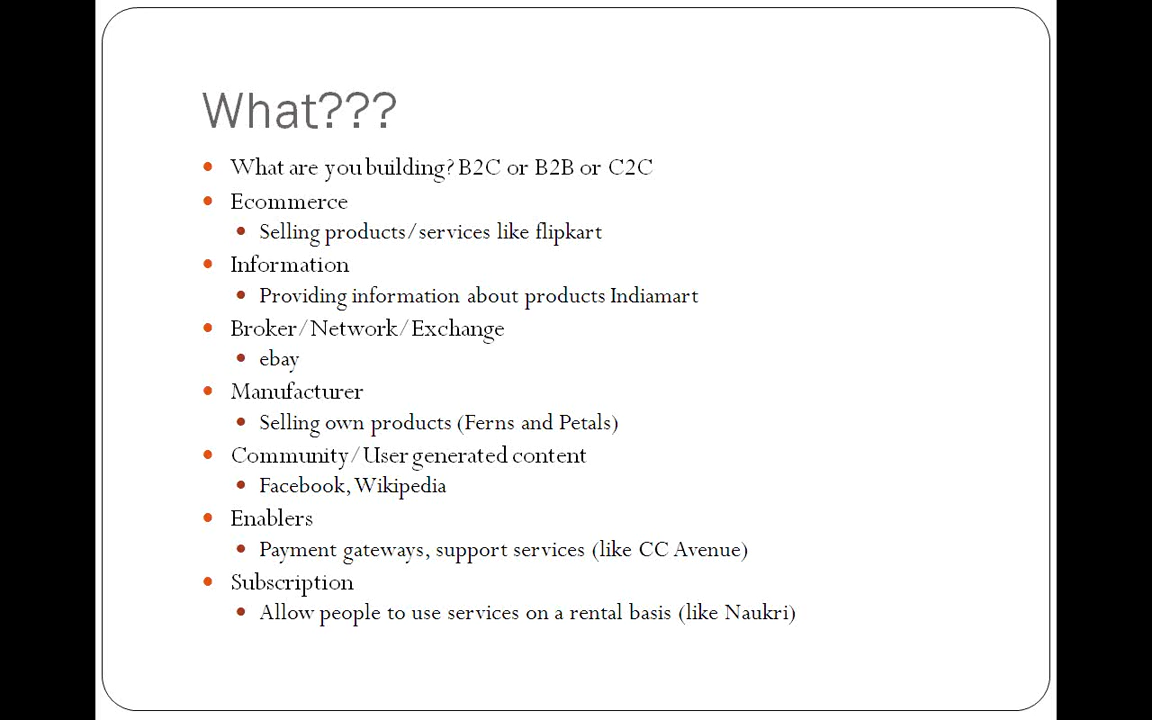 What???
What are you building? B2C or B2B or C2C
Ecommerce
Selling products/services like flipkart
Information
Providing information about products Indiamart
Broker/Network/Exchange
ebay
Manufacturer
Selling own products (Ferns and Petals)
Community/User generated content
Facebook, Wikipedia
Enablers
Payment gateways, support services (like CC Avenue)
Subscription
Allow people to use services on a rental basis (like Naukri)